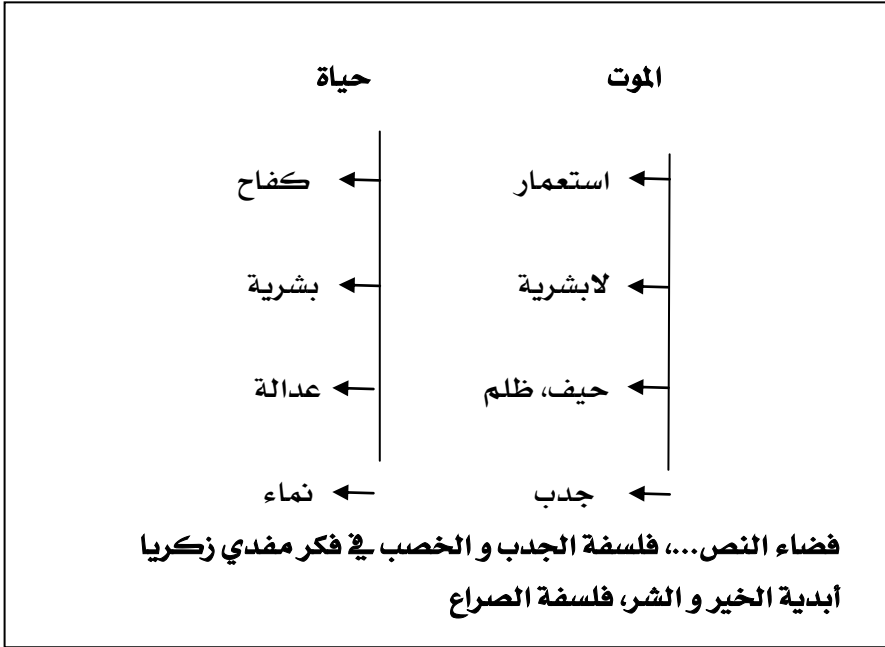 الموت حياة
استعمار كفاح
لابشرية بشرية
حيف، ظلم عدالة
جدب نماء
فضاء النص...، فلسفة الجدب و الخصب في فكر مفدي زكريا
أبدية الخير و الشر، فلسفة الصراع